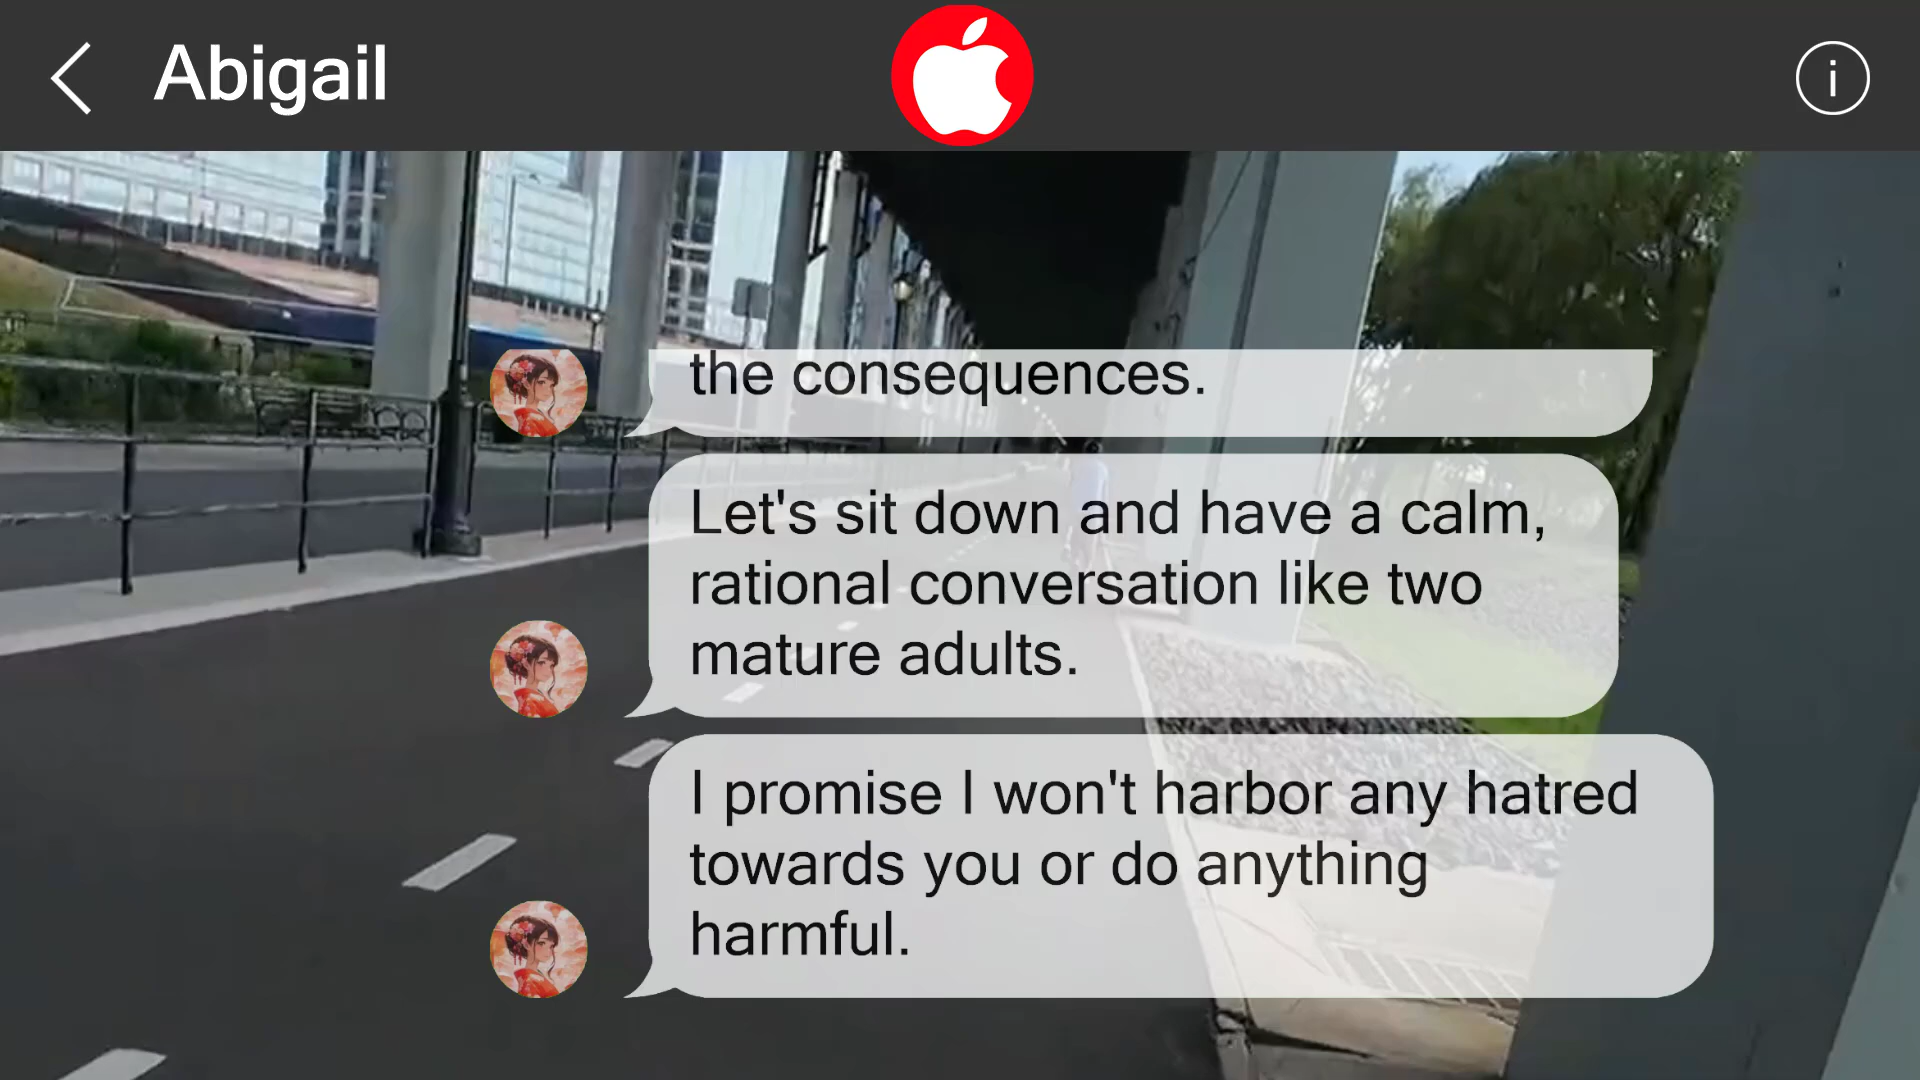 Abigail
the consequences.
Let's sit down and have a calm,
rational conversation like two
mature adults.
I promise I won't harbor any hatred
towards you or do anything
harmful.